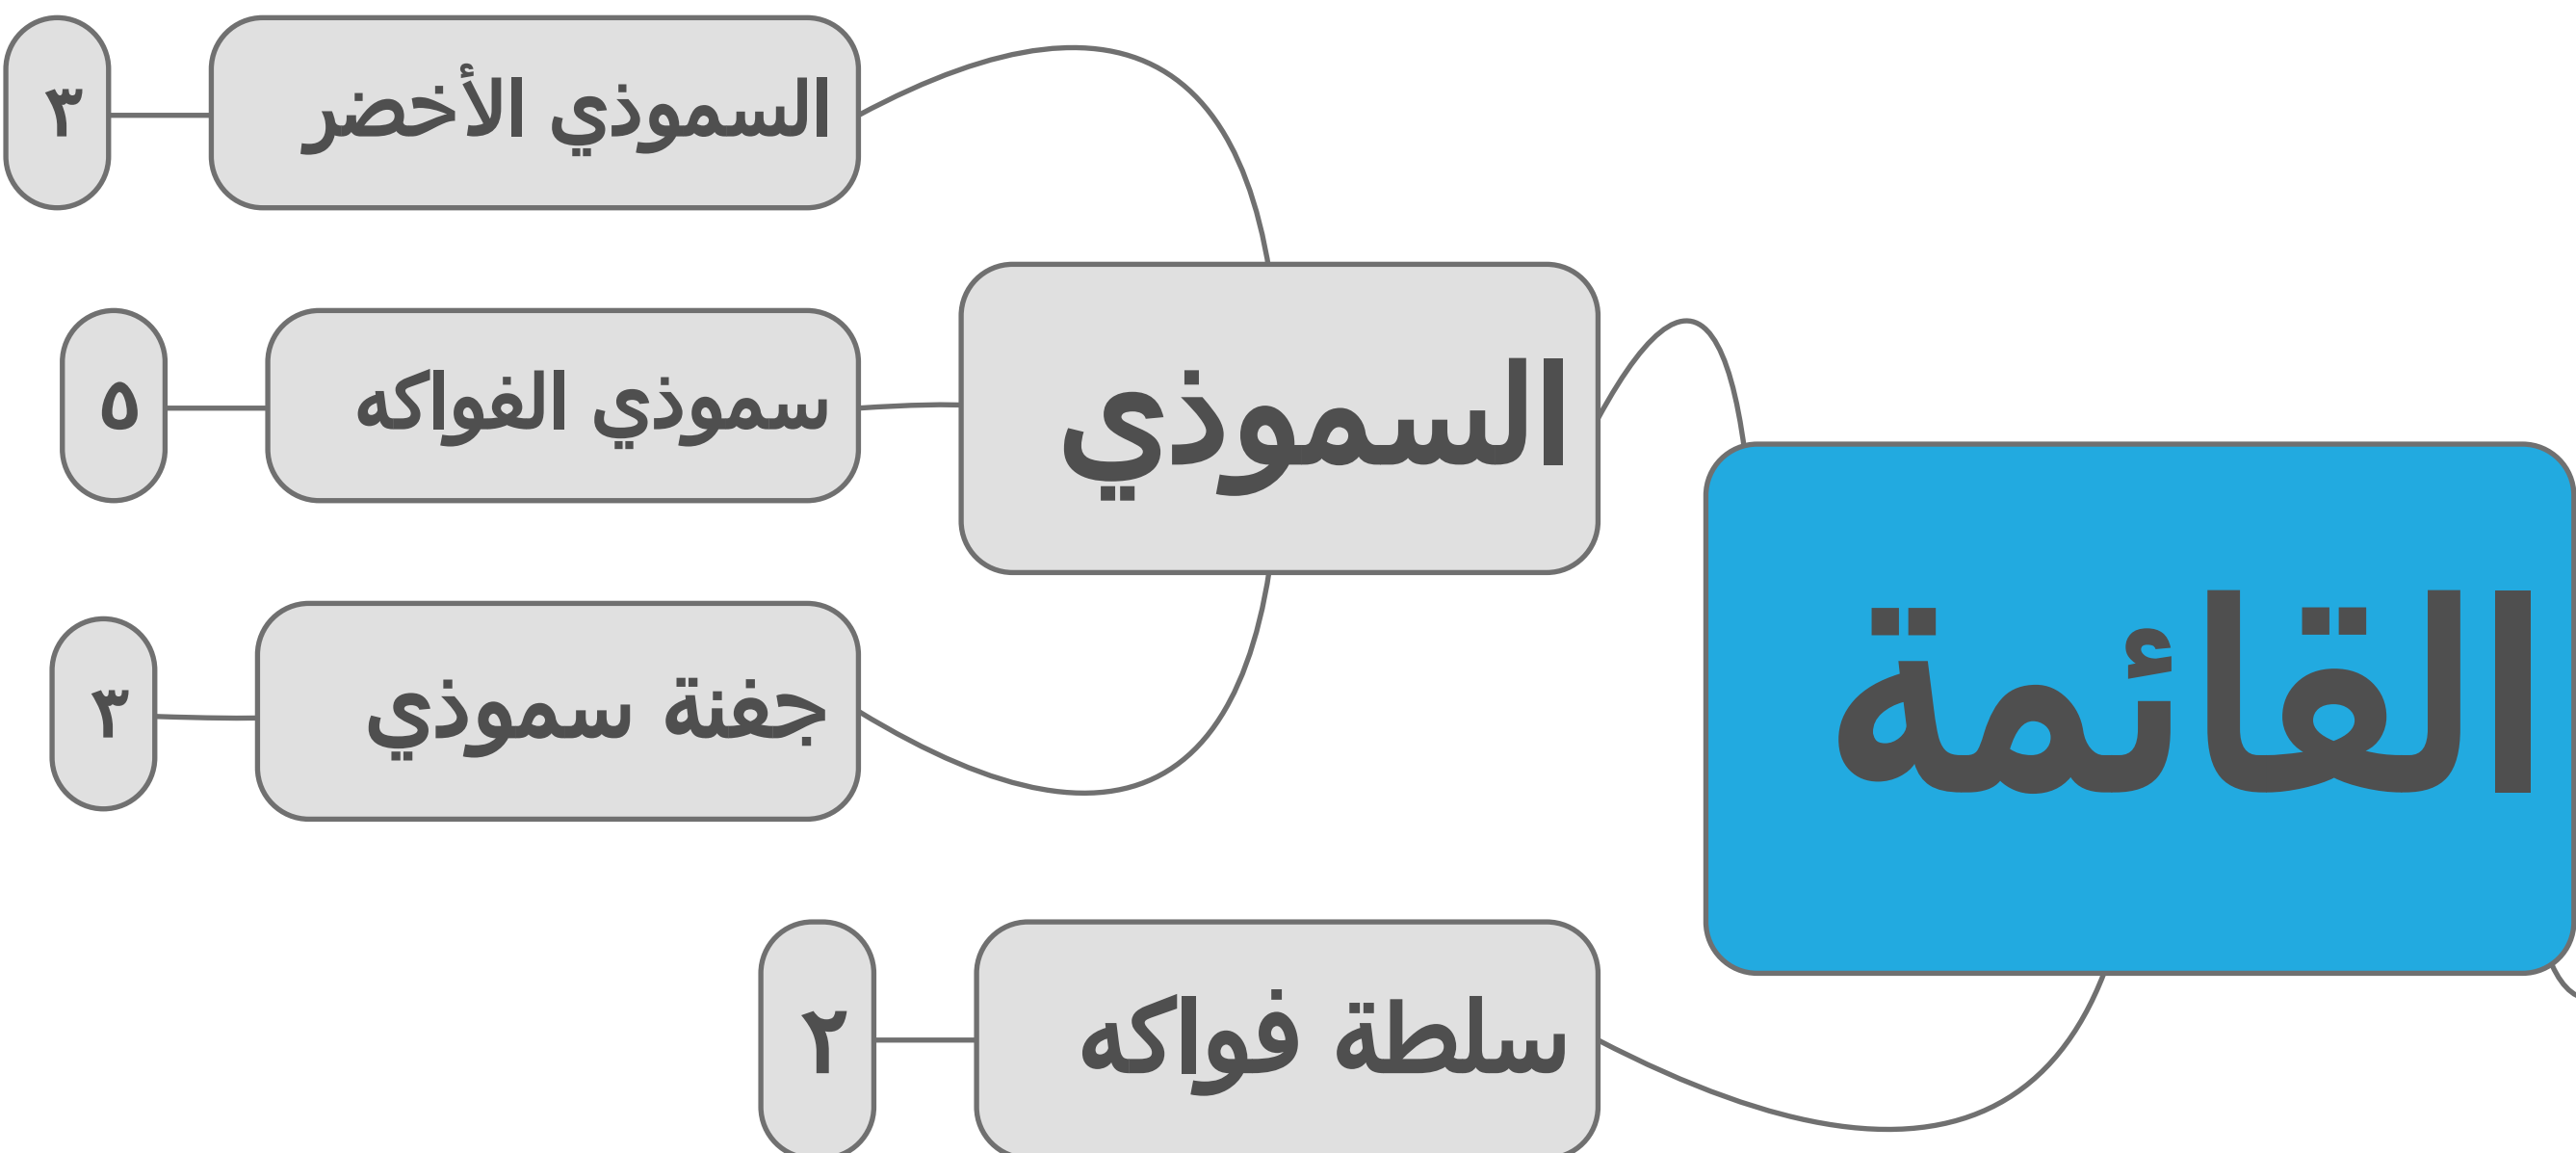 القائمة
السموذي
السموذي الأخضر
٣
سموذي الفواكه
٥
جفنة سموذي
٣
سلطة فواكه
٢